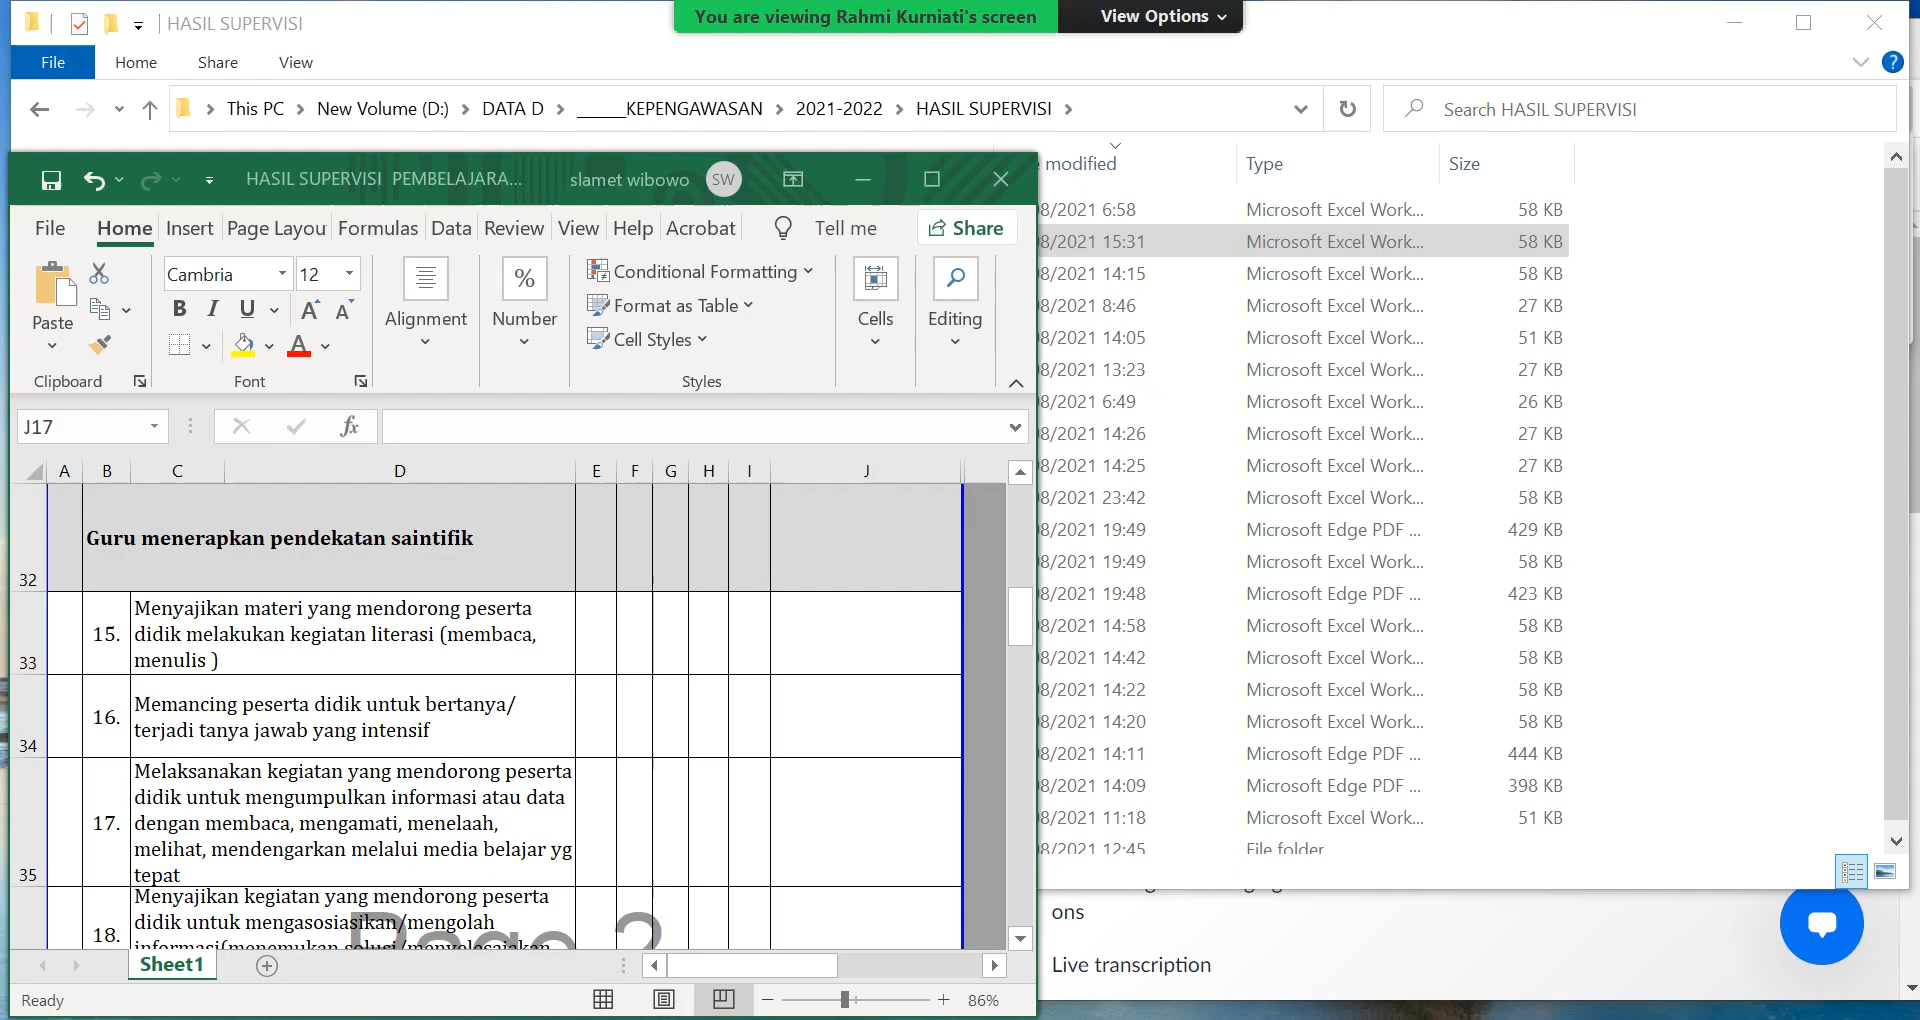 HASIL SUPERVISI
You are viewing Rahmi Kurniati's screen
View Options
File
Home
Share
View
This PC
New Volume (D:)
DATA D
______KEPENGAWASAN
2021-2022
HASIL SUPERVISI
Search HASIL SUPERVISI
HASIL SUPERVISI PEMBELAJARA...
slamet wibowo
SW
File
Home
Insert
Page Layou
Formulas
Data
Review
View
Help
Acrobat
Tell me
Share
Paste
Clipboard
Cambria
12
B I U
A A
A
Font
Alignment
%
Number
Conditional Formatting
Format as Table
Cell Styles
Styles
Cells
Editing
J17
fx
A B C D E F G H I J
32
Guru menerapkan pendekatan saintifik
33
15.
Menyajikan materi yang mendorong peserta
didik melakukan kegiatan literasi (membaca,
menulis )
34
16.
Memancing peserta didik untuk bertanya/
terjadi tanya jawab yang intensif
35
17.
Melaksanakan kegiatan yang mendorong peserta
didik untuk mengumpulkan informasi atau data
dengan membaca, mengamati, menelaah,
melihat, mendengarkan melalui media belajar yg
tepat
18.
Menyajikan kegiatan yang mendorong peserta
didik untuk mengasosiasikan/mengolah
informasi(menemukan solusi/menyelesaikan
Page 2
Sheet1
Ready
86%
modified Type Size
8/2021 6:58 Microsoft Excel Work... 58 KB
8/2021 15:31 Microsoft Excel Work... 58 KB
8/2021 14:15 Microsoft Excel Work... 58 KB
8/2021 8:46 Microsoft Excel Work... 27 KB
8/2021 14:05 Microsoft Excel Work... 51 KB
8/2021 13:23 Microsoft Excel Work... 27 KB
8/2021 6:49 Microsoft Excel Work... 26 KB
8/2021 14:26 Microsoft Excel Work... 27 KB
8/2021 14:25 Microsoft Excel Work... 27 KB
8/2021 23:42 Microsoft Excel Work... 58 KB
8/2021 19:49 Microsoft Edge PDF ... 429 KB
8/2021 19:49 Microsoft Excel Work... 58 KB
8/2021 19:48 Microsoft Edge PDF ... 423 KB
8/2021 14:58 Microsoft Excel Work... 58 KB
8/2021 14:42 Microsoft Excel Work... 58 KB
8/2021 14:22 Microsoft Excel Work... 58 KB
8/2021 14:20 Microsoft Excel Work... 58 KB
8/2021 14:11 Microsoft Edge PDF ... 444 KB
8/2021 14:09 Microsoft Edge PDF ... 398 KB
8/2021 11:18 Microsoft Excel Work... 51 KB
8/2021 12:45 File folder
ons
Live transcription